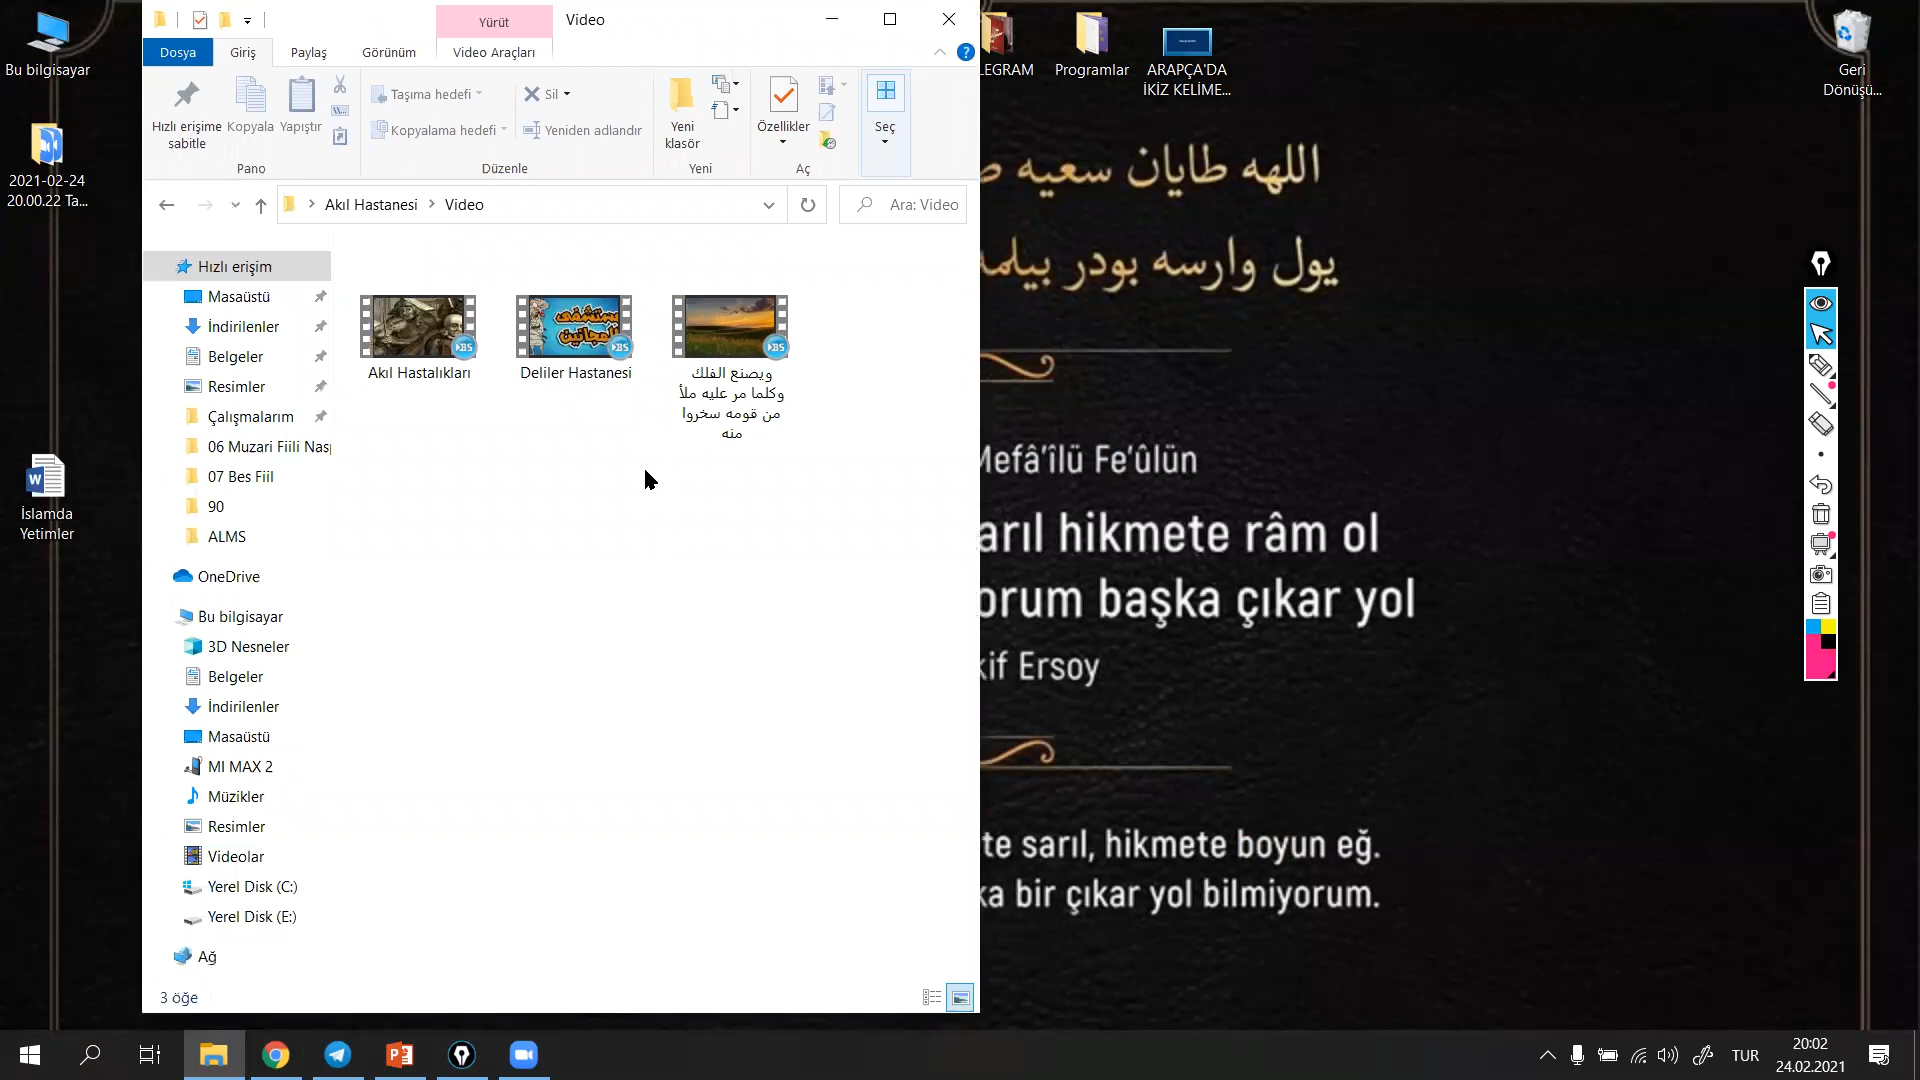 Yürüt
Video
Dosya
Giriş
Paylaş
Görünüm
Video Araçları
Hızlı erişime
sabitle
Kopyala
Yapıştır
Pano
Taşıma hedefi
Kopyalama hedefi
Sil
Yeniden adlandır
Düzenle
Yeni
klasör
Yeni
Özellikler
Aç
Seç
Akıl Hastanesi
Video
Ara: Video
Hızlı erişim
Masaüstü
İndirilenler
Belgeler
Resimler
Çalışmalarım
06 Muzari Fiili Nas
07 Bes Fiil
90
ALMS
OneDrive
Bu bilgisayar
3D Nesneler
Belgeler
İndirilenler
Masaüstü
MI MAX 2
Müzikler
Resimler
Videolar
Yerel Disk (C:)
Yerel Disk (E:)
Ağ
3 öğe
Akıl Hastalıkları
مستشفى
المجانين
Deliler Hastanesi
ويصنع الفلك
وكلما مر عليه ملأ
من قومه سخروا
منه
Bu bilgisayar
2021-02-24
20.00.22 Ta...
İslamda
Yetimler
LEGRAM
Programlar
ARAPÇA'DA
İKİZ KELİME...
Geri
Dönüşü...
اللهه طايان سعيه
يول وارسه بودر بيلمه
Mefâ'îlü Fe'ûlün
arıl hikmete râm ol
orum başka çıkar yol
kif Ersoy
te sarıl, hikmete boyun eğ.
ka bir çıkar yol bilmiyorum.
TUR
20:02
24.02.2021